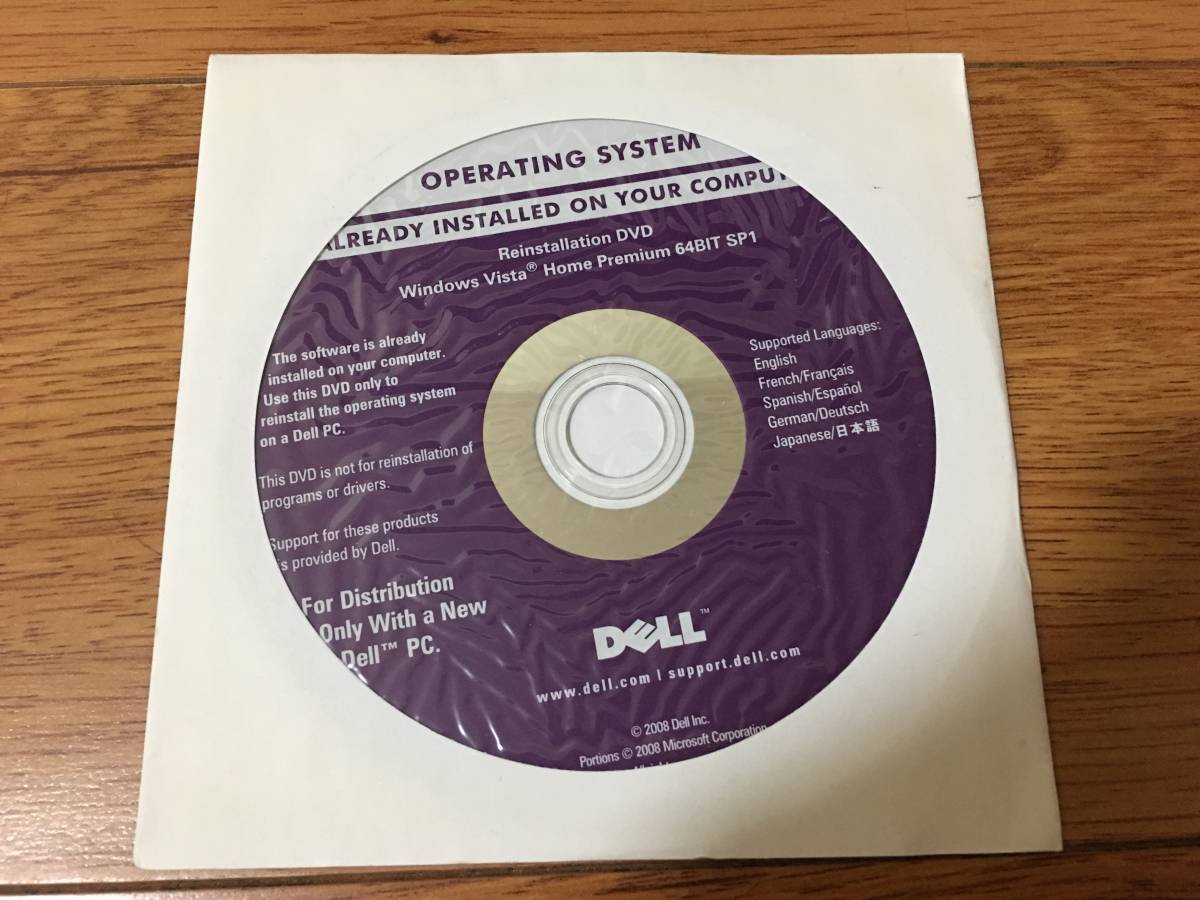 OPERATING SYSTEM
ALREADY INSTALLED ON YOUR
Reinstallation DVD
Windows Vista® Home Premium 64BIT SP1
The software is already
installed on your computer.
Use this DVD only to
reinstall the operating system
on a Dell PC.
This DVD is not for reinstallation of
programs or drivers.
Support for these products
is provided by Dell.
For Distribution
Only With a New
Dell™ PC.
Supported Languages:
English
French/Français
Spanish/Español
German/Deutsch
Japanese/日本語
DELL™
www.dell.com | support.dell.com
© 2008 Dell Inc.
Portions © 2008 Microsoft Corporation